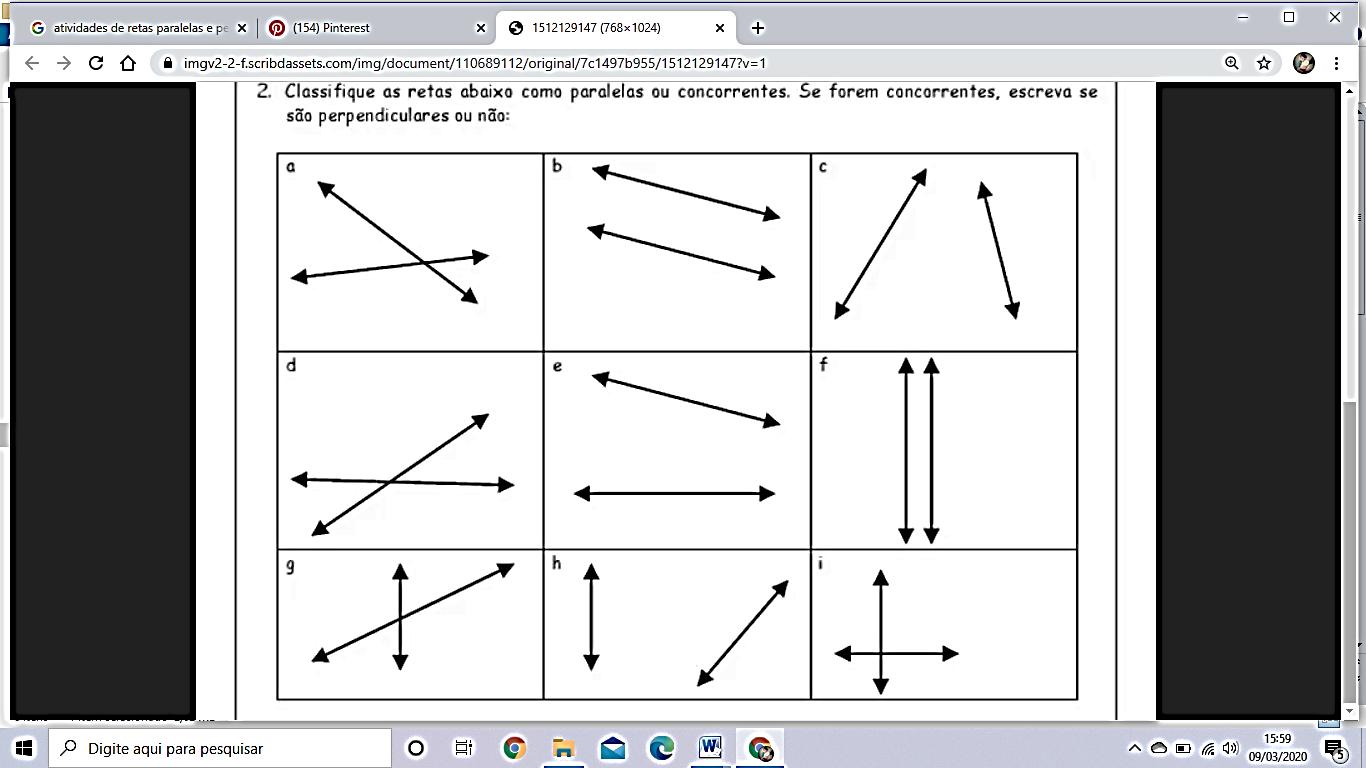 atividades de retas paralelas e pe
(154) Pinterest
1512129147 (768×1024)
imgv2-2-f.scribdassets.com/img/document/110689112/original/7c1497b955/1512129147?v=1
2. Classifique as retas abaixo como paralelas ou concorrentes. Se forem concorrentes, escreva se
são perpendiculares ou não:
a
b
c
d
e
f
g
h
i
Digite aqui para pesquisar
15:59
09/03/2020
5